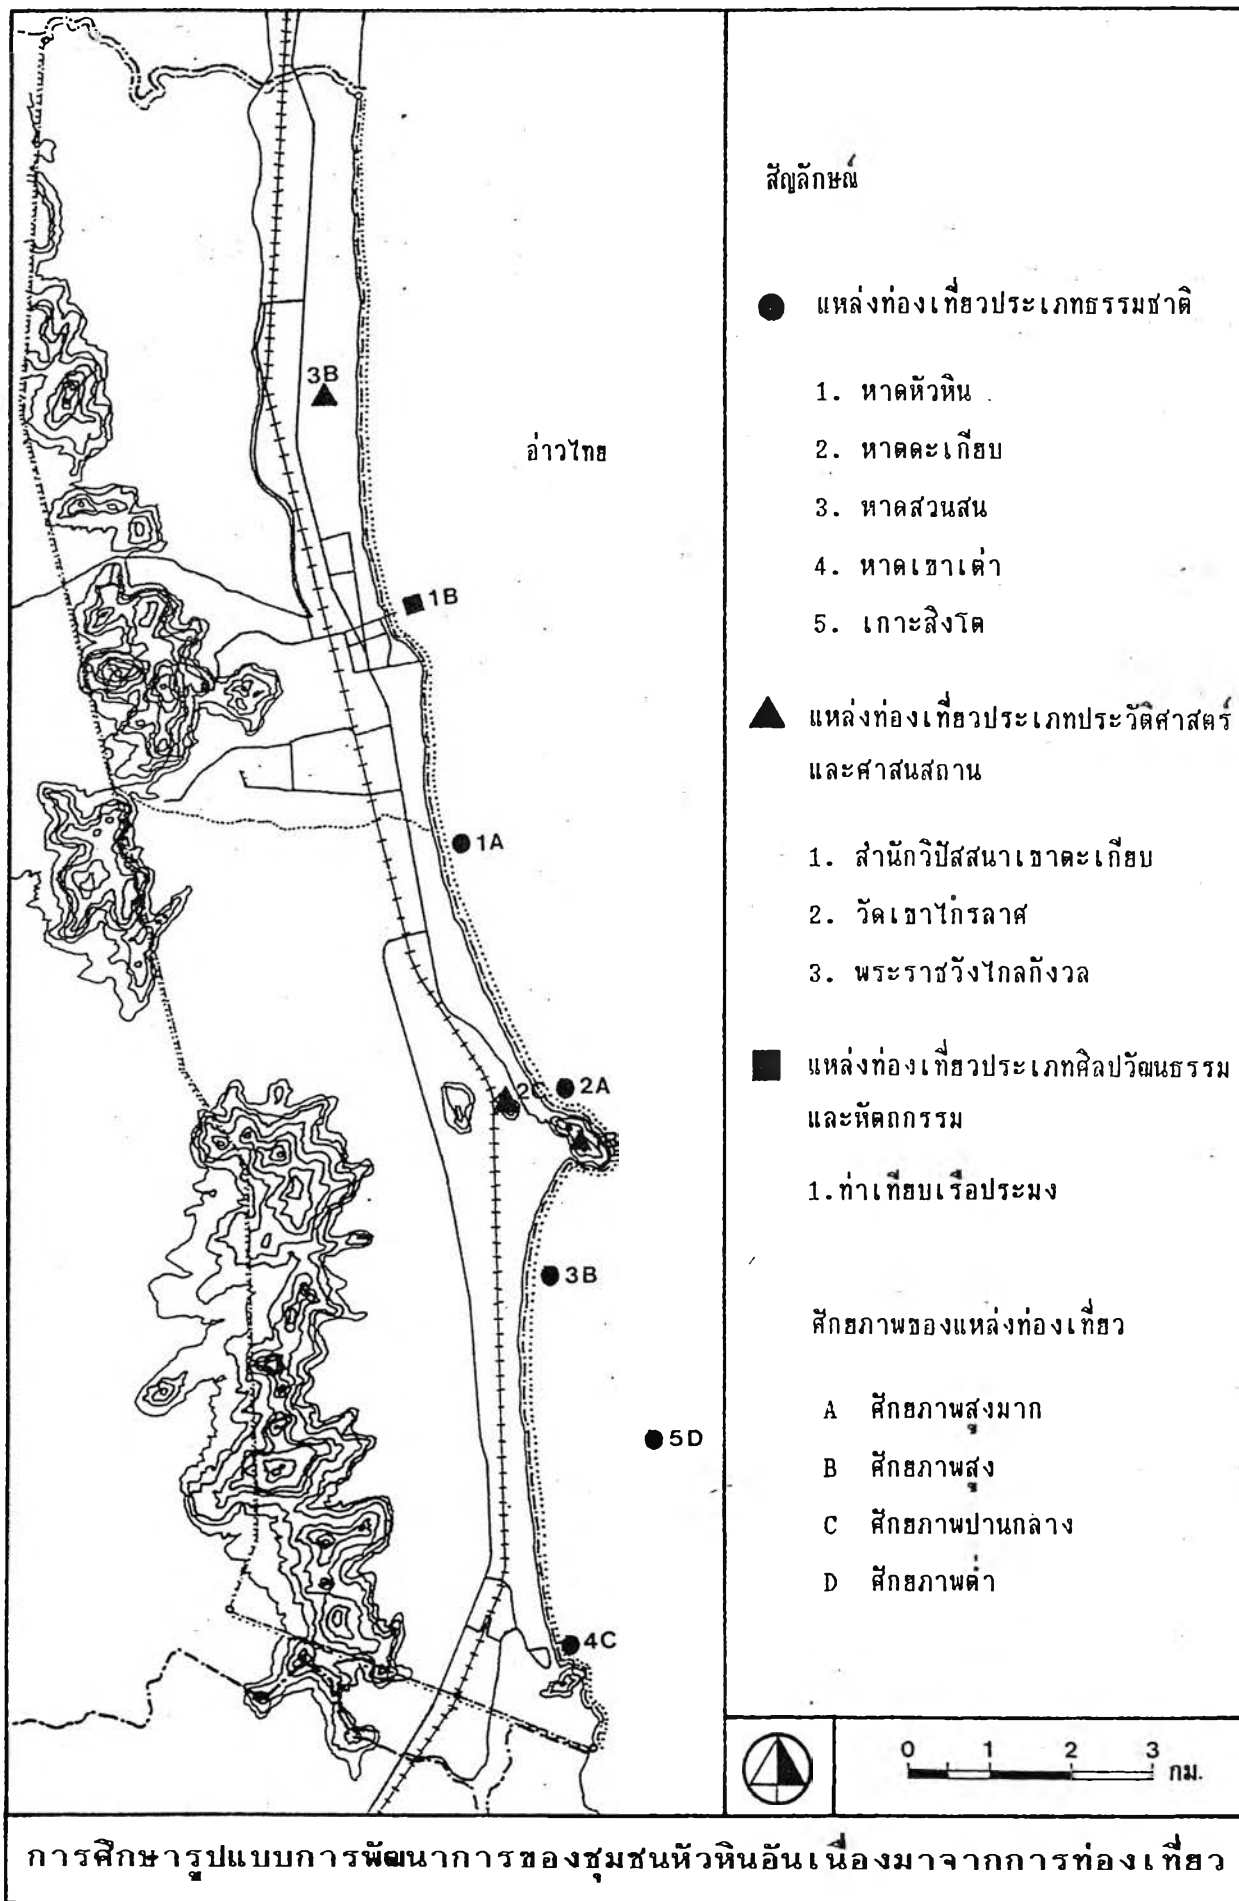 3B
อ่าวไทย
1B
1A
2A
2C
3B
5D
4C
สัญลักษณ์
แหล่งท่องเที่ยวประเภทธรรมชาติ
1. หาดหัวหิน
2. หาดตะเกียบ
3. หาดสวนสน
4. หาดเขาเต่า
5. เกาะสิงโต
แหล่งท่องเที่ยวประเภทประวัติศาสตร์
และศาสนสถาน
1. สำนักวิปัสสนาเขาตะเกียบ
2. วัดเขาไกรลาศ
3. พระราชวังไกลกังวล
แหล่งท่องเที่ยวประเภทศิลปวัฒนธรรม
และหัตถกรรม
1.ท่าเทียบเรือประมง
ศักยภาพของแหล่งท่องเที่ยว
A ศักยภาพสูงมาก
B ศักยภาพสูง
C ศักยภาพปานกลาง
D ศักยภาพต่ำ
0 1 2 3 กม.
การศึกษารูปแบบการพัฒนาการของชุมชนหัวหินอันเนื่องมาจากการท่องเที่ยว